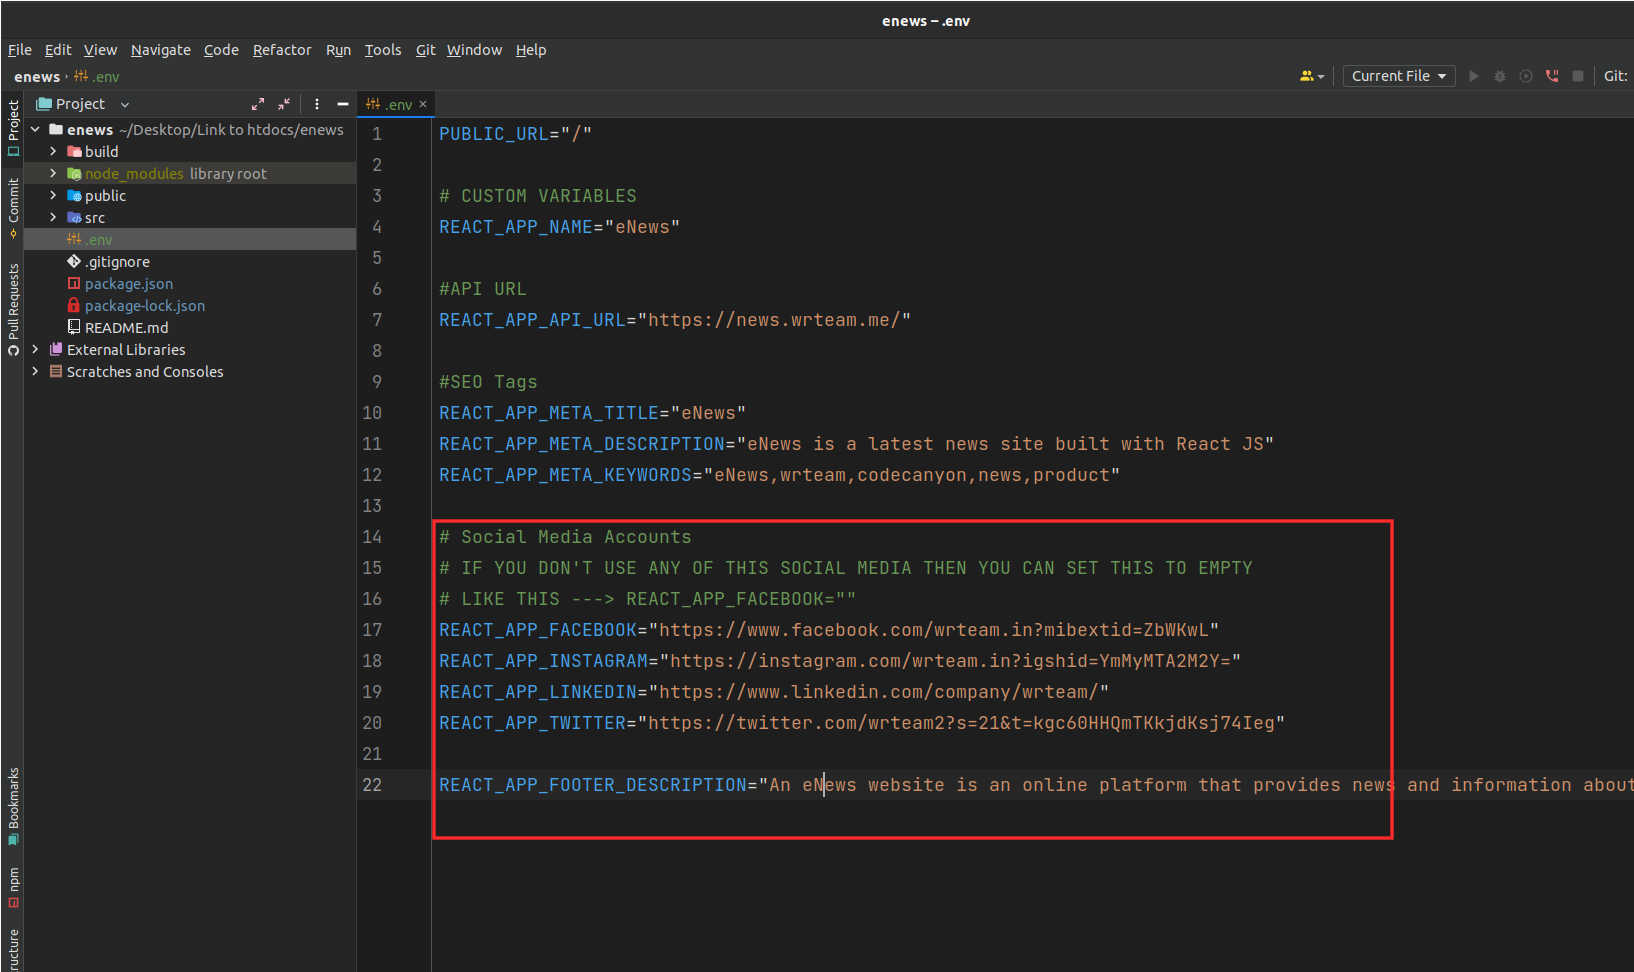 enews – .env
File Edit View Navigate Code Refactor Run Tools Git Window Help
enews › .env
Current File
Git:
Project
.env ×
Project
Commit
Pull Requests
Bookmarks
npm
ructure
enews ~/Desktop/Link to htdocs/enews
build
node_modules library root
public
src
.env
.gitignore
package.json
package-lock.json
README.md
External Libraries
Scratches and Consoles
1 PUBLIC_URL="/"
2
3 # CUSTOM VARIABLES
4 REACT_APP_NAME="eNews"
5
6 #API URL
7 REACT_APP_API_URL="https://news.wrteam.me/"
8
9 #SEO Tags
10 REACT_APP_META_TITLE="eNews"
11 REACT_APP_META_DESCRIPTION="eNews is a latest news site built with React JS"
12 REACT_APP_META_KEYWORDS="eNews,wrteam,codecanyon,news,product"
13
14 # Social Media Accounts
15 # IF YOU DON'T USE ANY OF THIS SOCIAL MEDIA THEN YOU CAN SET THIS TO EMPTY
16 # LIKE THIS ---> REACT_APP_FACEBOOK=""
17 REACT_APP_FACEBOOK="https://www.facebook.com/wrteam.in?mibextid=ZbWKwL"
18 REACT_APP_INSTAGRAM="https://instagram.com/wrteam.in?igshid=YmMyMTA2M2Y="
19 REACT_APP_LINKEDIN="https://www.linkedin.com/company/wrteam/"
20 REACT_APP_TWITTER="https://twitter.com/wrteam2?s=21&t=kgc60HHQmTKkjdKsj74Ieg"
21
22 REACT_APP_FOOTER_DESCRIPTION="An eNews website is an online platform that provides news and information about